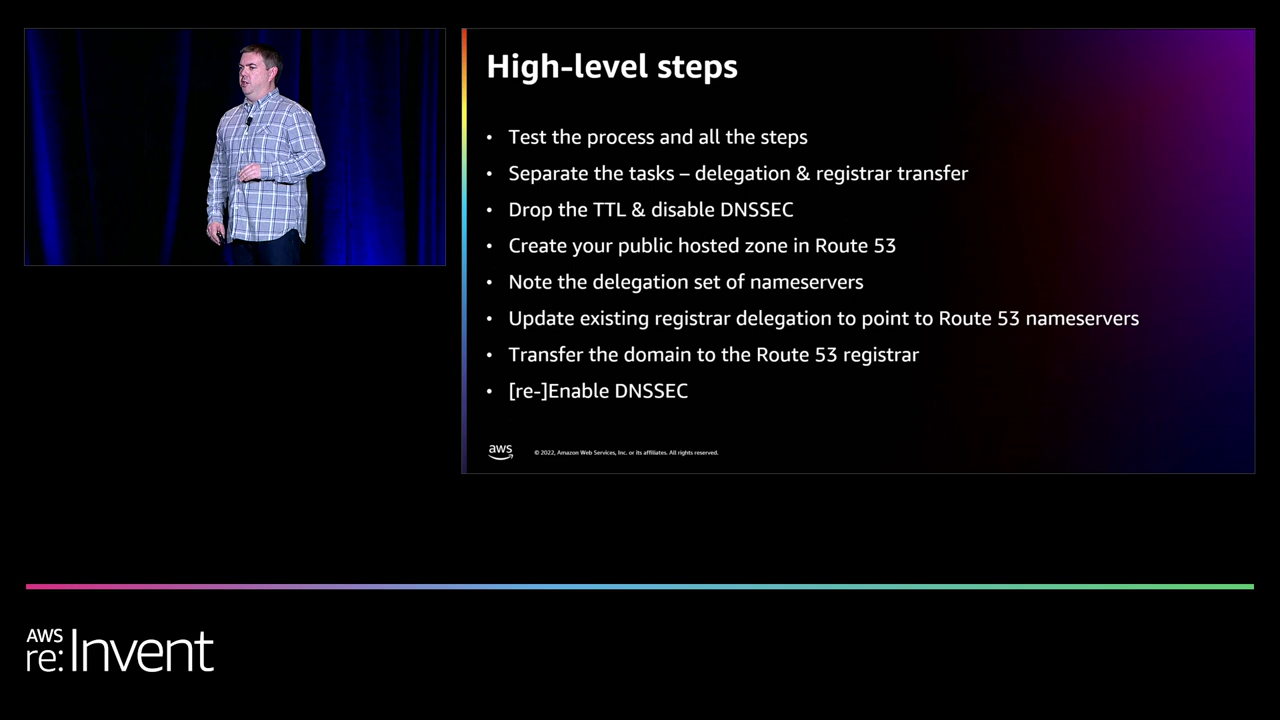 High-level steps
• Test the process and all the steps
• Separate the tasks – delegation & registrar transfer
• Drop the TTL & disable DNSSEC
• Create your public hosted zone in Route 53
• Note the delegation set of nameservers
• Update existing registrar delegation to point to Route 53 nameservers
• Transfer the domain to the Route 53 registrar
• [re-]Enable DNSSEC
aws
© 2022, Amazon Web Services, Inc. or its affiliates. All rights reserved.
AWS
re:Invent